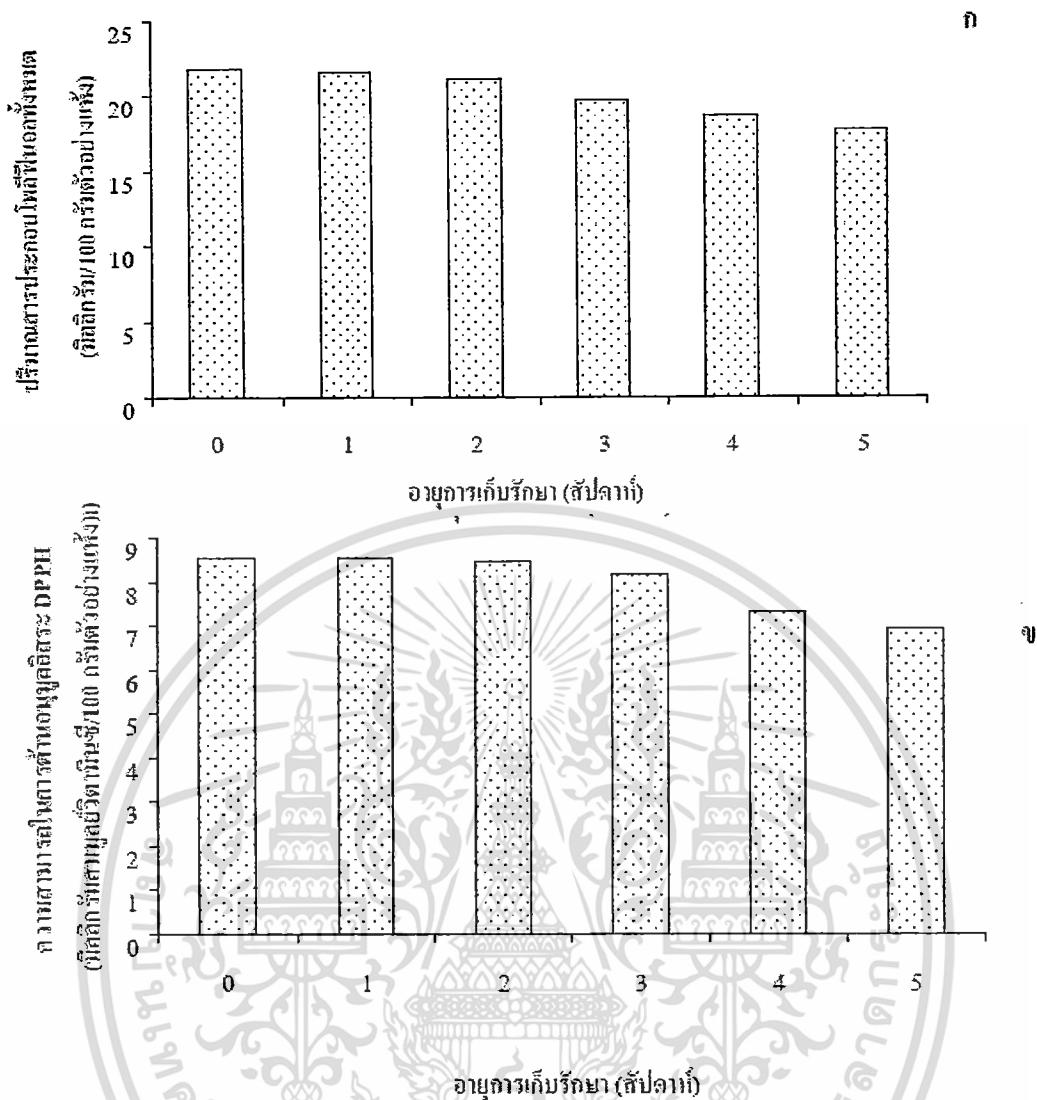 ก
ปริมาณสารประกอบโพลีฟีนอลทั้งหมด
(มิลลิกรัม/100 กรัมตัวอย่างแห้ง)
25
20
15
10
5
0
0 1 2 3 4 5
อายุการเก็บรักษา (สัปดาห์)
ข
ความสามารถในการต้านอนุมูลอิสระ DPPH
(มิลลิกรัมสมมูลย์วิตามินซี/100 กรัมตัวอย่างแห้ง)
9
8
7
6
5
4
3
2
1
0
0 1 2 3 4 5
อายุการเก็บรักษา (สัปดาห์)